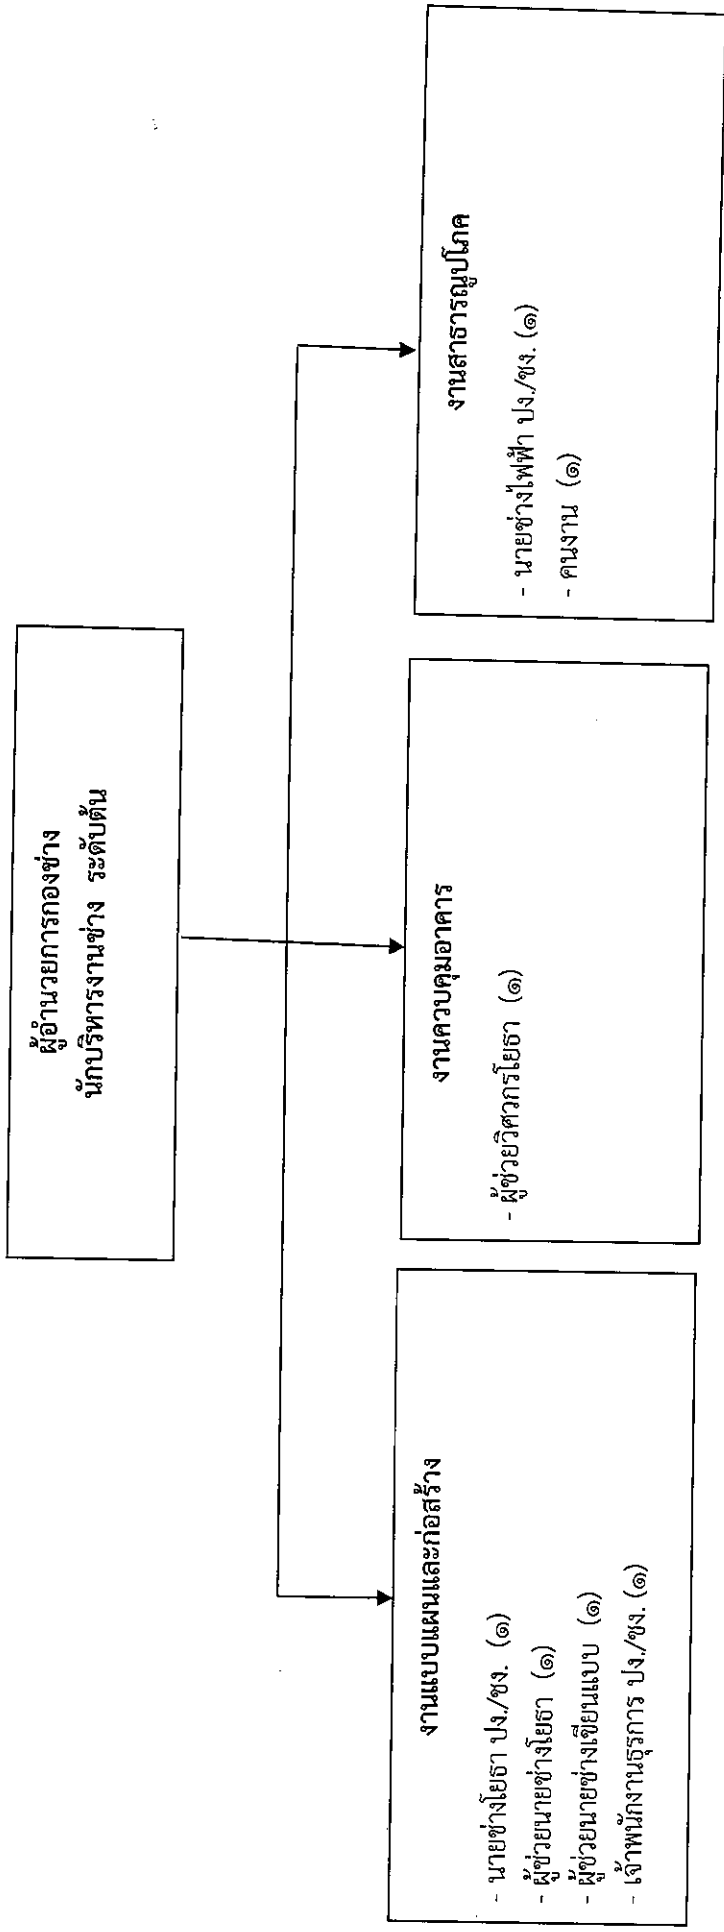 ผู้อำนวยการกองช่าง
นักบริหารงานช่าง ระดับต้น
งานแบบแผนและก่อสร้าง
- นายช่างโยธา ปง./ชง. (๑)
- ผู้ช่วยนายช่างโยธา (๑)
- ผู้ช่วยนายช่างเขียนแบบ (๑)
- เจ้าพนักงานธุรการ ปง./ชง. (๑)
งานควบคุมอาคาร
- ผู้ช่วยวิศวกรโยธา (๑)
งานสาธารณูปโภค
- นายช่างไฟฟ้า ปง./ชง. (๑)
- คนงาน (๑)